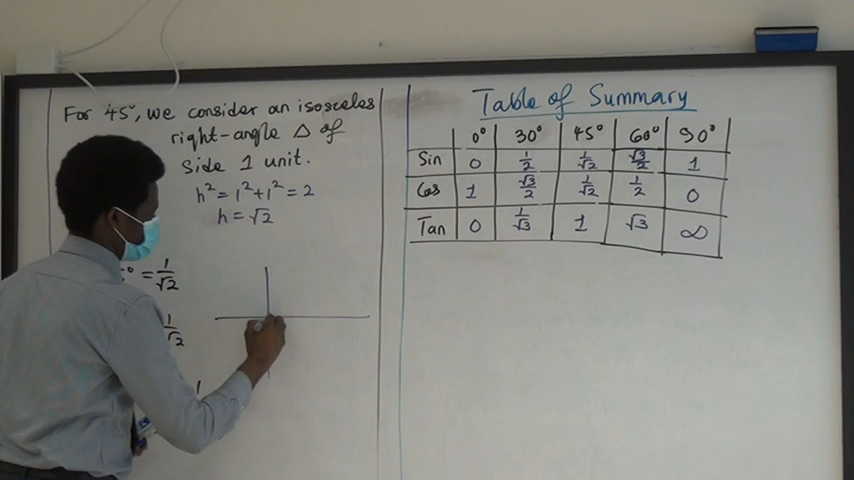 For 45°, we consider an isosceles
right-angle Δ of
side 1 unit.
h² = 1² + 1² = 2
h = √2
° = 1/√2
1/√2
1
Table of Summary
0° 30° 45° 60° 90°
Sin 0 1/2 1/√2 √3/2 1
Cos 1 √3/2 1/√2 1/2 0
Tan 0 1/√3 1 √3 ∞